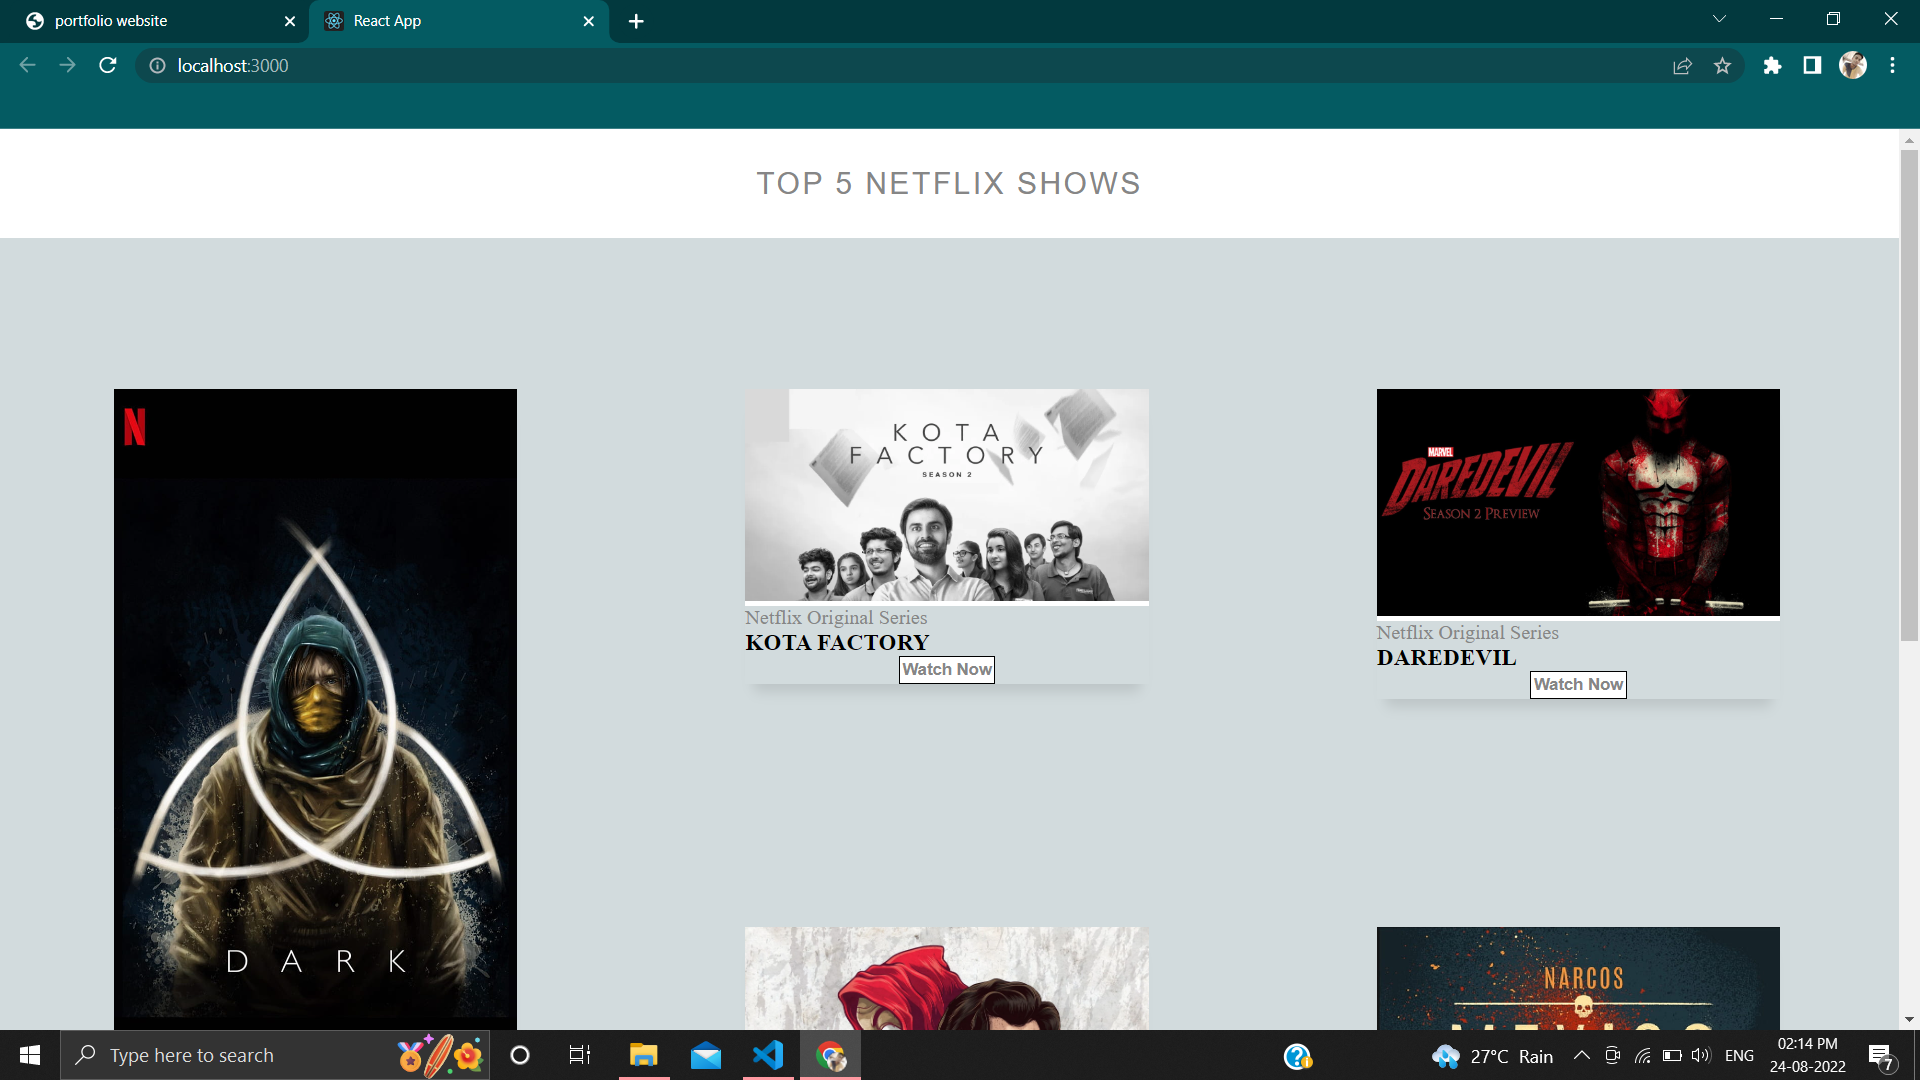 portfolio website
React App
localhost:3000
TOP 5 NETFLIX SHOWS
N
DARK
KOTA
FACTORY
SEASON 2
Netflix Original Series
KOTA FACTORY
Watch Now
MARVEL
DAREDEVIL
SEASON 2 PREVIEW
Netflix Original Series
DAREDEVIL
Watch Now
NARCOS
MEXICO
Type here to search
27°C Rain
ENG
02:14 PM
24-08-2022
7